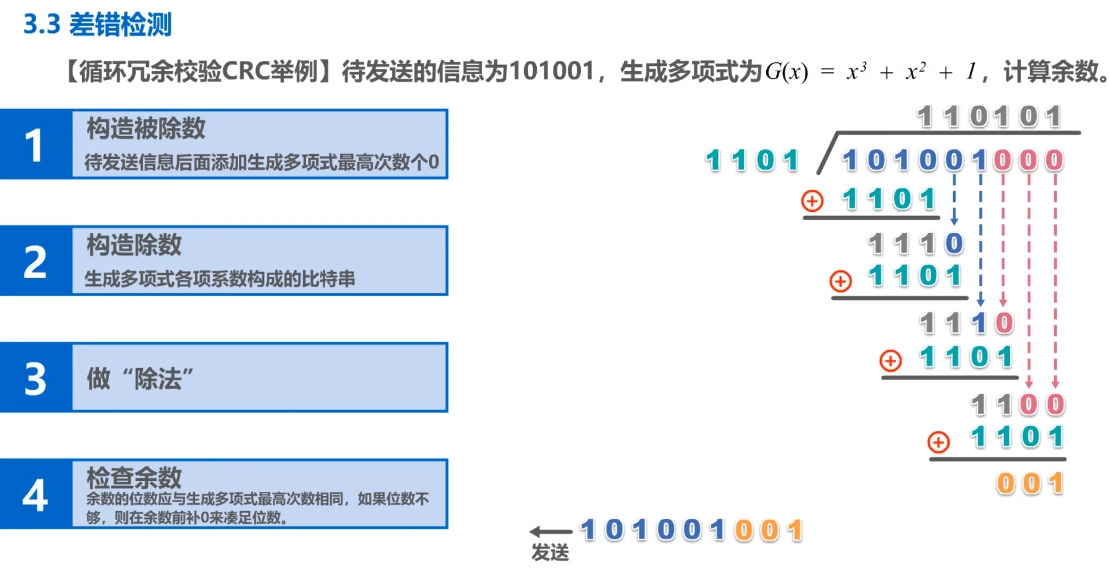 3.3 差错检测
【循环冗余校验CRC举例】待发送的信息为101001，生成多项式为G(x) = x³ + x² + 1，计算余数。
1
构造被除数
待发送信息后面添加生成多项式最高次数个0
2
构造除数
生成多项式各项系数构成的比特串
3
做“除法”
4
检查余数
余数的位数应与生成多项式最高次数相同，如果位数不
够，则在余数前补0来凑足位数。
110101
1101 101001000
1101
1110
1101
1110
1101
1100
1101
001
101001001
发送